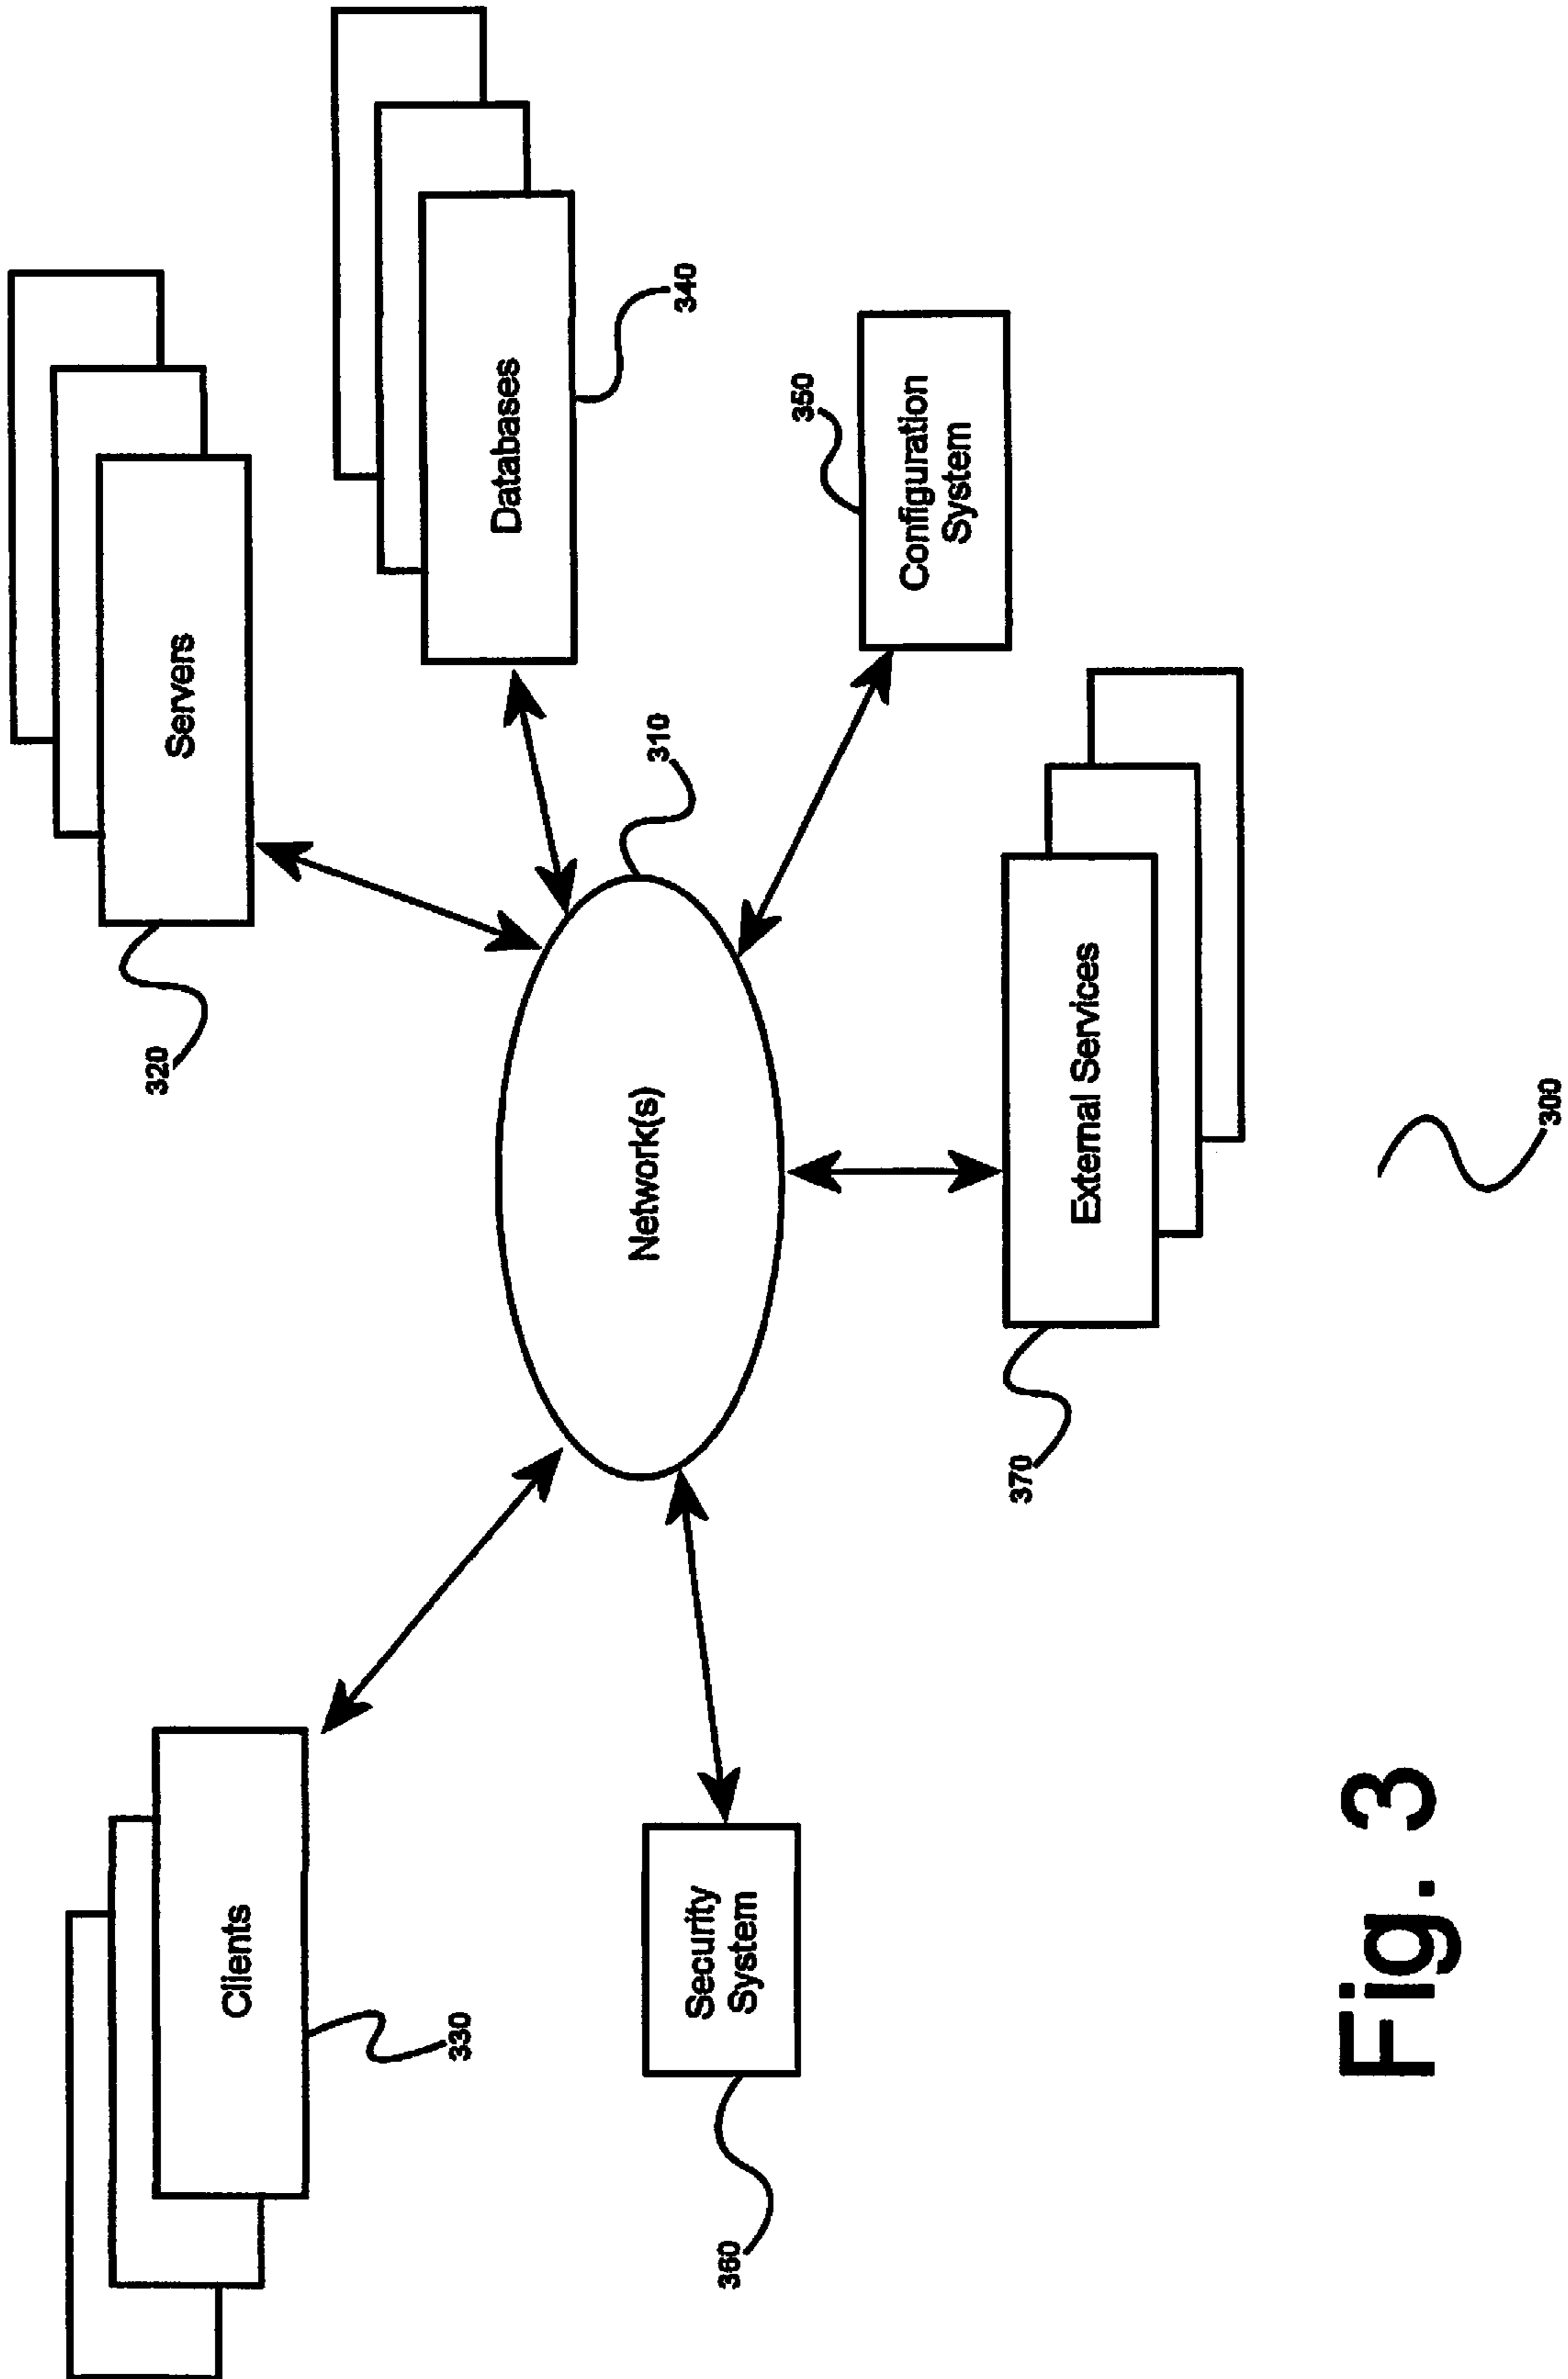 Clients
330
Servers
320
Databases
340
Network(s)
310
Security
System
360
Configuration
System
350
External Services
370
300
Fig. 3